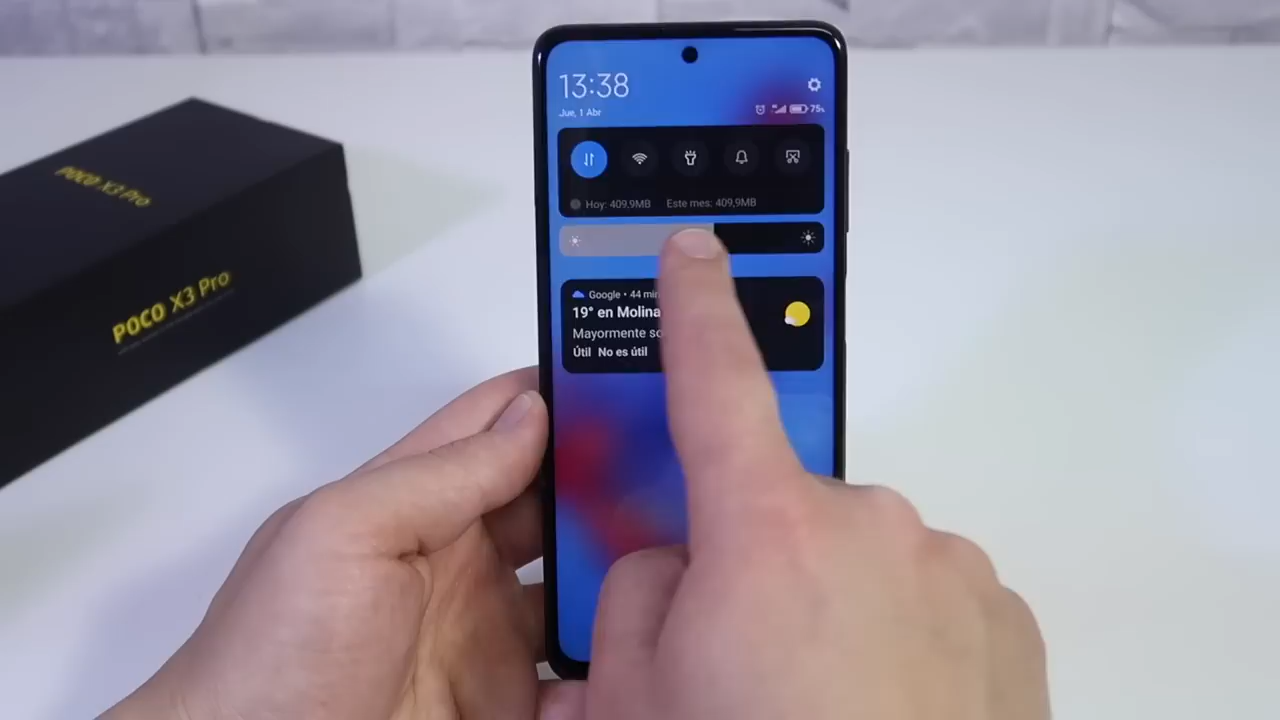 POCO X3 Pro
POCO X3 Pro
13:38
Jue, 1 Abr
75%
Hoy: 409,9MB Este mes: 409,9MB
Google • 44 min
19° en Molina
Mayormente
Útil No es útil